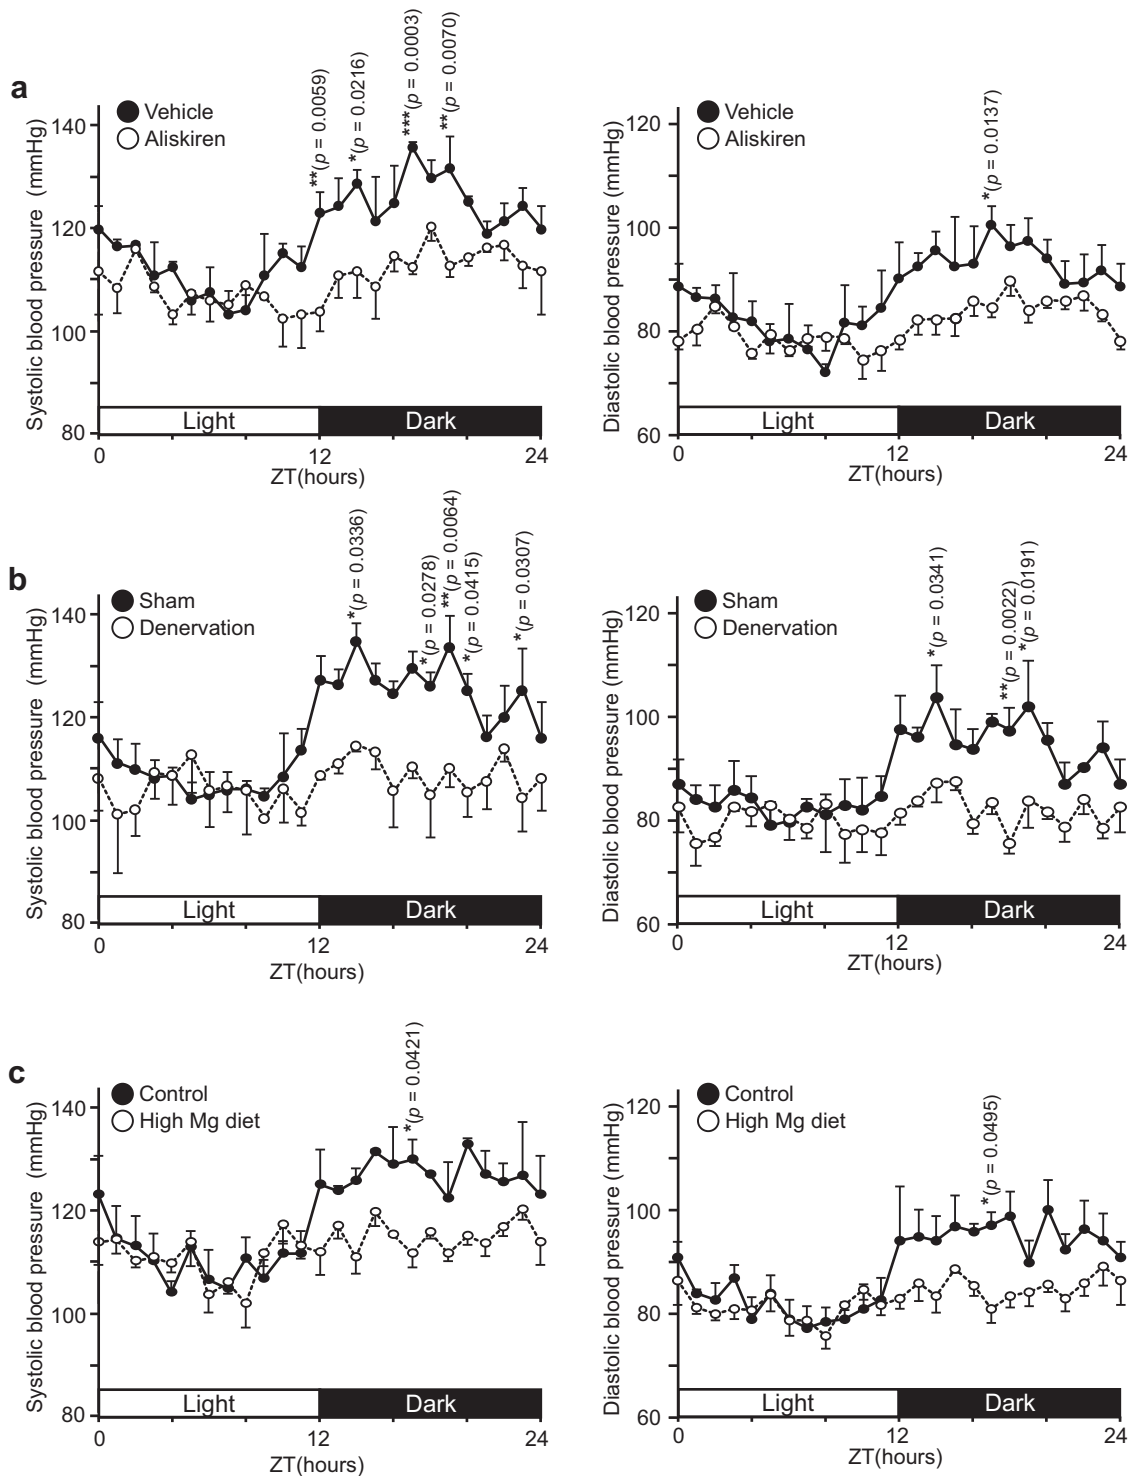 a
Systolic blood pressure (mmHg)
140
120
100
80
Vehicle
Aliskiren
**(p = 0.0059)
*(p = 0.0216)
***(p = 0.0003)
**(p = 0.0070)
Light
Dark
0
12
24
ZT(hours)
Diastolic blood pressure (mmHg)
120
100
80
60
Vehicle
Aliskiren
*(p = 0.0137)
Light
Dark
0
12
24
ZT(hours)
b
Systolic blood pressure (mmHg)
140
120
100
80
Sham
Denervation
*(p = 0.0336)
*(p = 0.0278)
**(p = 0.0064)
*(p = 0.0415)
*(p = 0.0307)
Light
Dark
0
12
24
ZT(hours)
Diastolic blood pressure (mmHg)
120
100
80
60
Sham
Denervation
*(p = 0.0341)
**(p = 0.0022)
*(p = 0.0191)
Light
Dark
0
12
24
ZT(hours)
c
Systolic blood pressure (mmHg)
140
120
100
80
Control
High Mg diet
*(p = 0.0421)
Light
Dark
0
12
24
ZT(hours)
Diastolic blood pressure (mmHg)
120
100
80
60
Control
High Mg diet
*(p = 0.0495)
Light
Dark
0
12
24
ZT(hours)